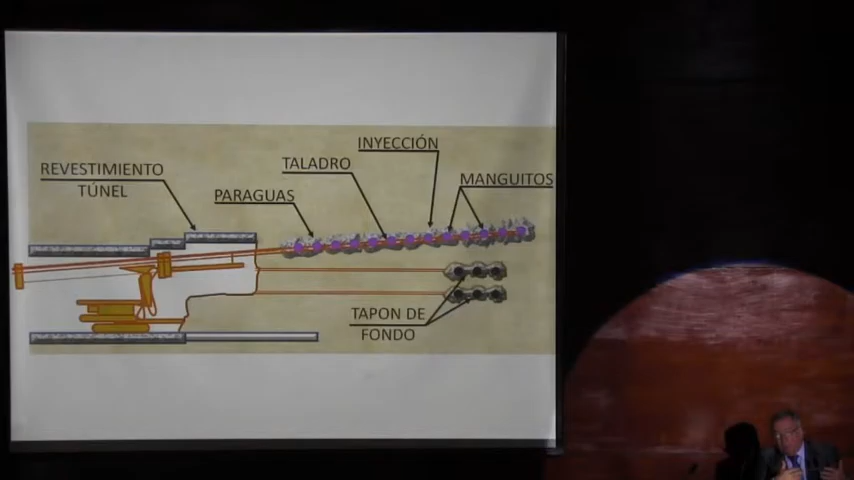 INYECCIÓN
TALADRO
REVESTIMIENTO
TÚNEL
MANGUITOS
PARAGUAS
TAPON DE
FONDO